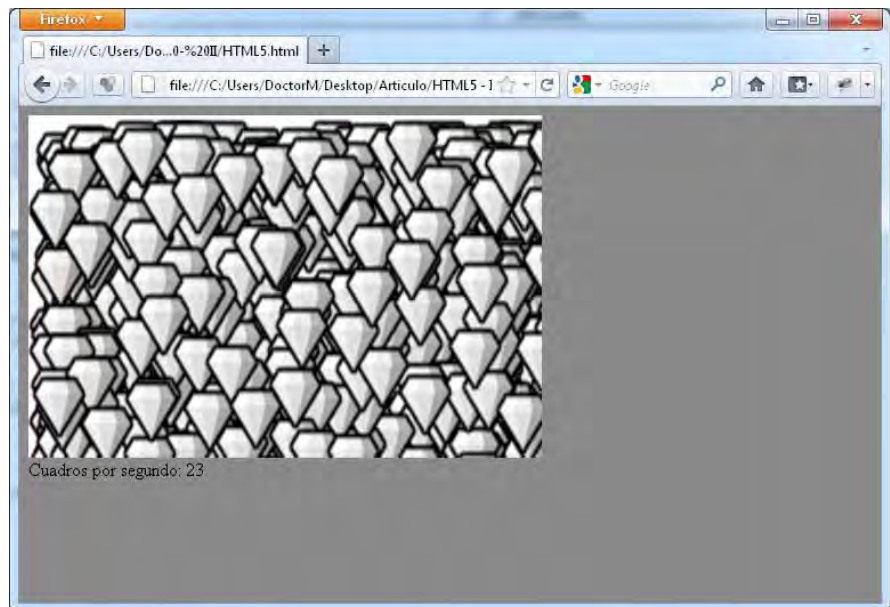 Firefox
file:///C:/Users/Do...0-%20II/HTML5.html
file:///C:/Users/DoctorM/Desktop/Articulo/HTML5 - I
Google
Cuadros por segundo: 23